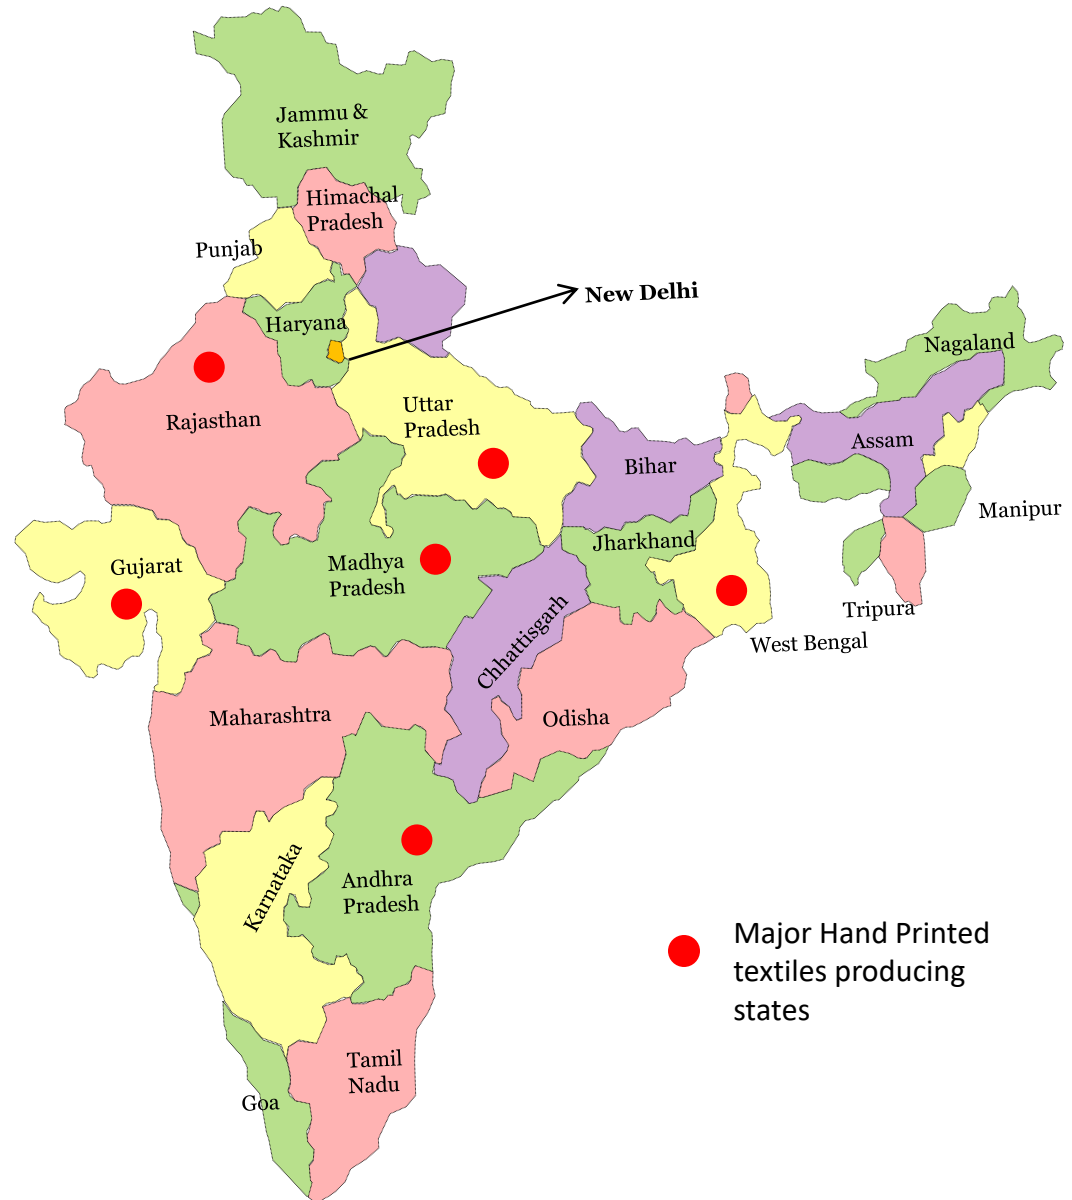 Jammu &
Kashmir
Himachal
Pradesh
Punjab
New Delhi
Haryana
Nagaland
Rajasthan
Uttar
Pradesh
Assam
Bihar
Manipur
Jharkhand
Gujarat
Madhya
Pradesh
Tripura
West Bengal
Chhattisgarh
Maharashtra
Odisha
Karnataka
Andhra
Pradesh
Major Hand Printed
textiles producing
states
Tamil
Nadu
Goa